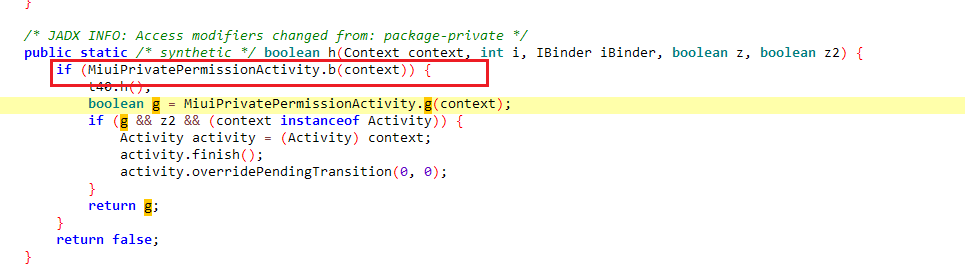 }
/* JADX INFO: Access modifiers changed from: package-private */
public static /* synthetic */ boolean h(Context context, int i, IBinder iBinder, boolean z, boolean z2) {
if (MiuiPrivatePermissionActivity.b(context)) {
t40.h();
boolean g = MiuiPrivatePermissionActivity.g(context);
if (g && z2 && (context instanceof Activity)) {
Activity activity = (Activity) context;
activity.finish();
activity.overridePendingTransition(0, 0);
}
return g;
}
return false;
}